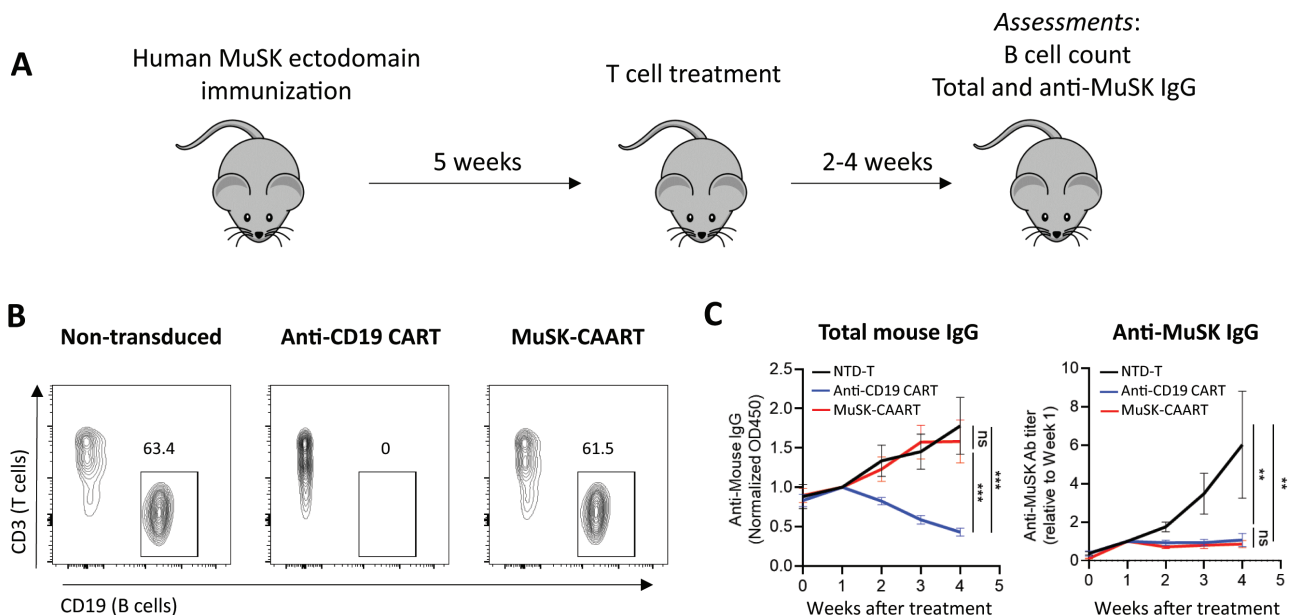 A
Human MuSK ectodomain
immunization
5 weeks
T cell treatment
2-4 weeks
Assessments:
B cell count
Total and anti-MuSK IgG
B
Non-transduced
Anti-CD19 CART
MuSK-CAART
63.4
0
61.5
CD3 (T cells)
CD19 (B cells)
C
Total mouse IgG
NTD-T
Anti-CD19 CART
MuSK-CAART
Anti-Mouse IgG
(Normalized OD450)
2.5
2.0
1.5
1.0
0.5
0.0
0 1 2 3 4 5
Weeks after treatment
ns
***
***
Anti-MuSK IgG
NTD-T
Anti-CD19 CART
MuSK-CAART
Anti-MuSK Ab titer
(relative to Week 1)
10
8
6
4
2
0
0 1 2 3 4 5
Weeks after treatment
**
ns
**